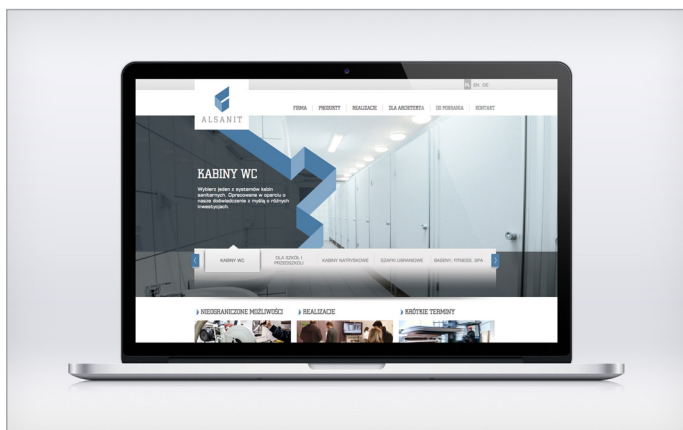 PL EN DE
ALSANIT
FIRMA
PRODUKTY
REALIZACJE
DLA ARCHITEKTA
DO POBRANIA
KONTAKT
KABINY WC
Wybierz jeden z systemów kabin
sanitarnych. Opracowane w oparciu o
nasze doświadczenie z myślą o różnych
inwestycjach.
KABINY WC
DLA SZKÓŁ I
PRZEDSZKOLI
KABINY NATRYSKOWE
SZAFKI UBRANIOWE
BASENY, FITNESS, SPA
NIEOGRANICZONE MOŻLIWOŚCI
REALIZACJE
KRÓTKIE TERMINY